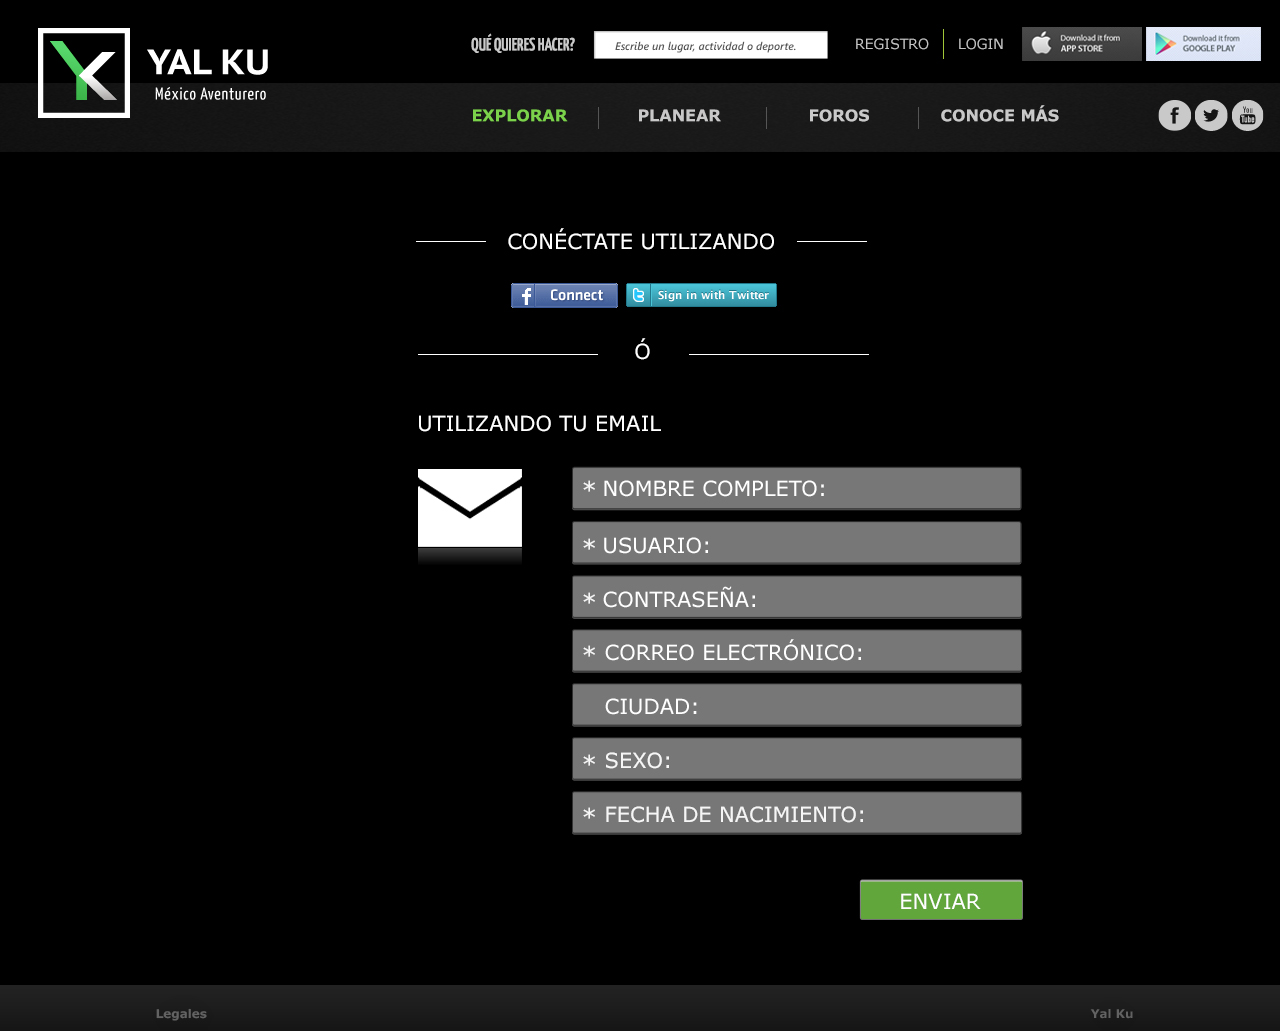 YAL KU
México Aventurero
QUÉ QUIERES HACER?
Escribe un lugar, actividad o deporte.
REGISTRO
LOGIN
Download it from
APP STORE
Download it from
GOOGLE PLAY
EXPLORAR
PLANEAR
FOROS
CONOCE MÁS
f
You
Tube
CONÉCTATE UTILIZANDO
f Connect
t Sign in with Twitter
Ó
UTILIZANDO TU EMAIL
* NOMBRE COMPLETO:
* USUARIO:
* CONTRASEÑA:
* CORREO ELECTRÓNICO:
CIUDAD:
* SEXO:
* FECHA DE NACIMIENTO:
ENVIAR
Legales
Yal Ku